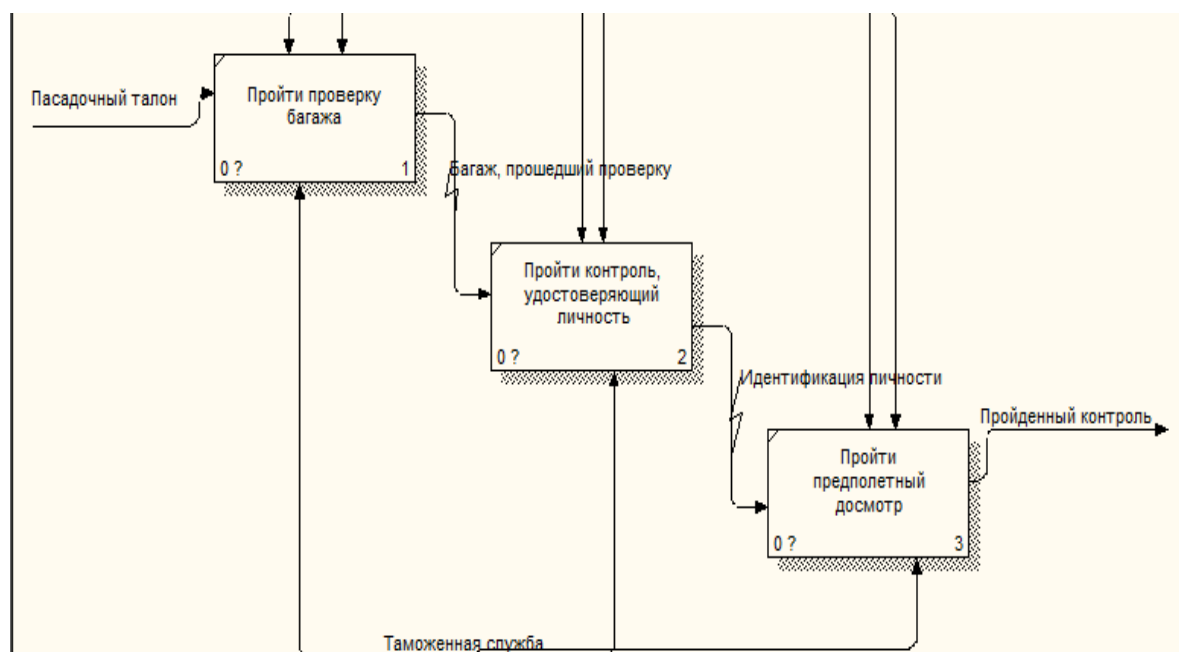 Пасадочный талон
Пройти проверку
багажа
0 ?
1
Багаж, прошедший проверку
Пройти контроль,
удостоверяющий
личность
0 ?
2
Идентификация личности
Пройденный контроль
Пройти
предполетный
досмотр
0 ?
3
Таможенная служба